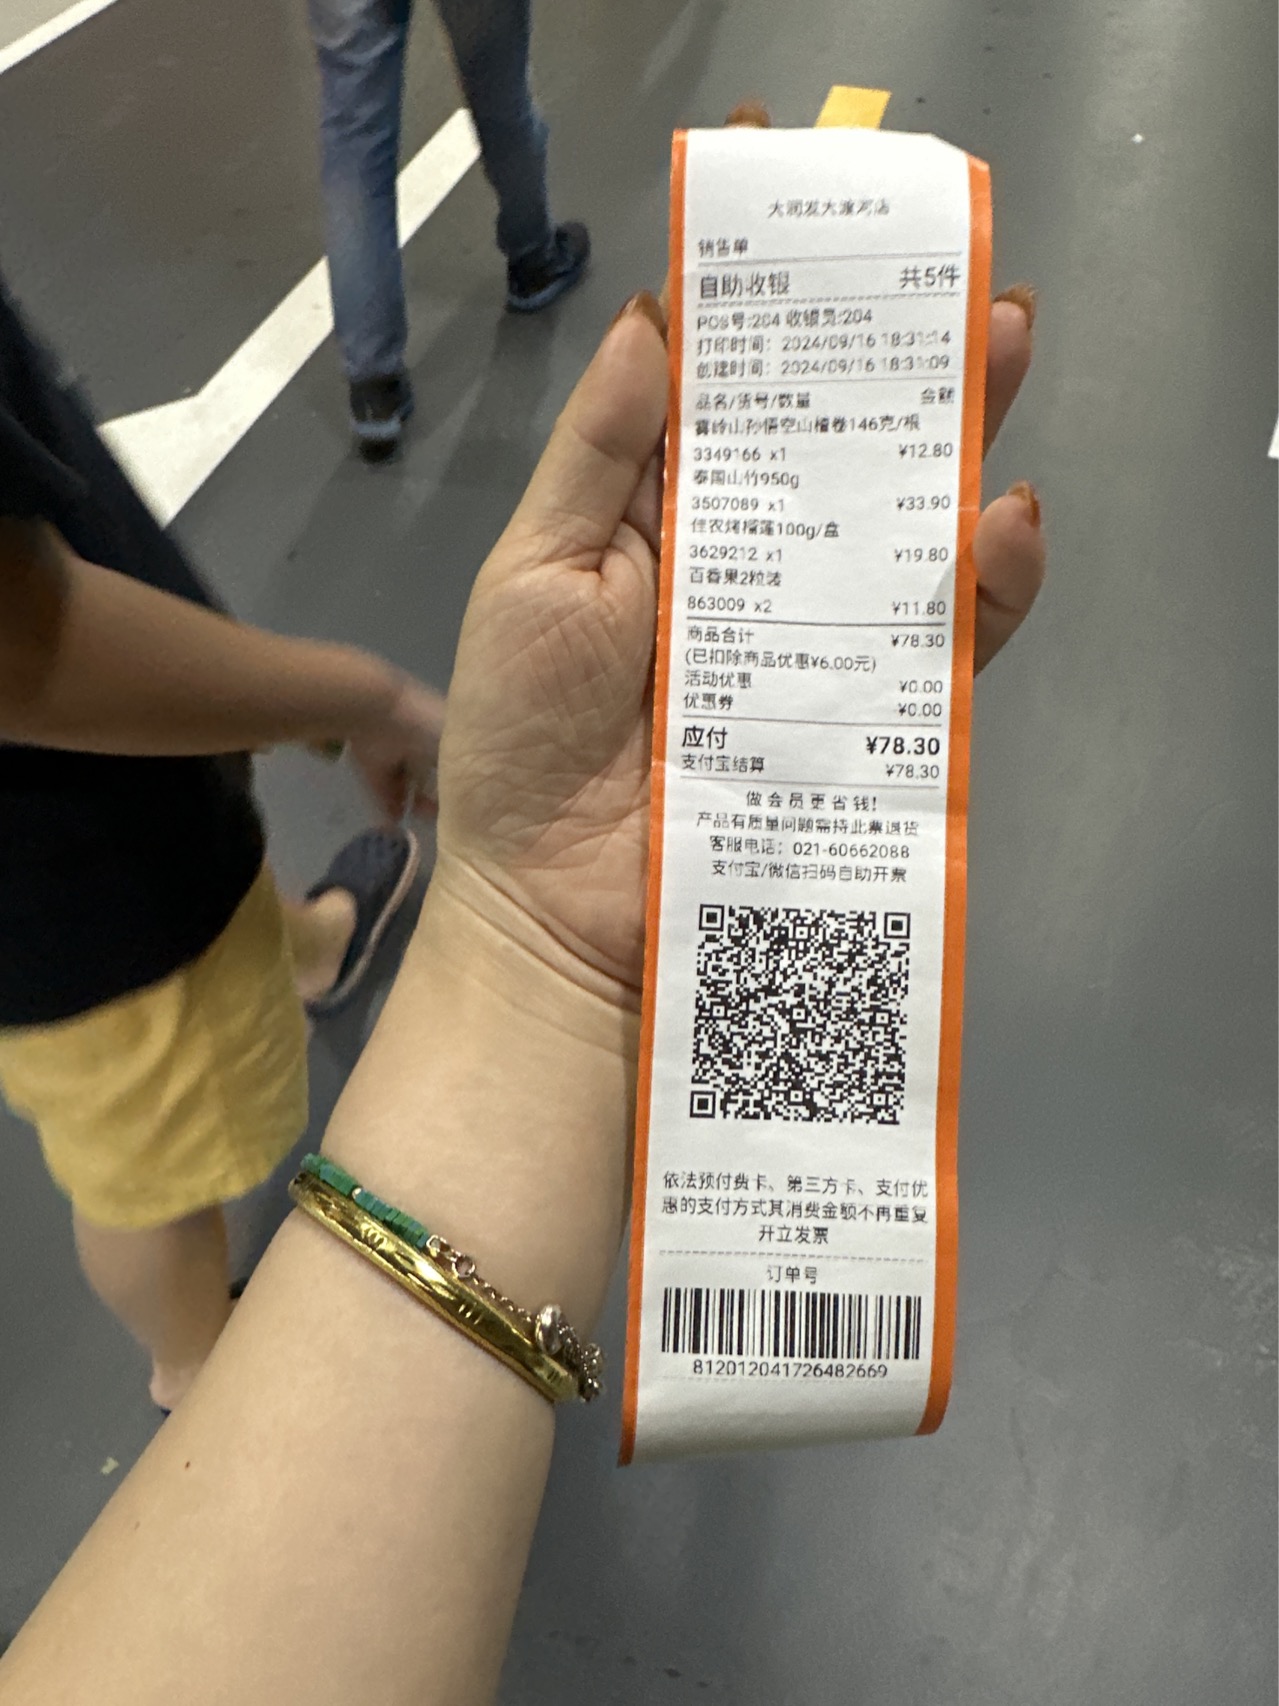 大润发大渡河店
销售单
自助收银 共5件
POS号:204 收银员:204
打印时间：2024/09/16 18:31:14
创建时间：2024/09/16 18:31:09
品名/货号/数量 金额
雾岭山孙悟空山楂卷146克/根
3349166 x1 ¥12.80
泰国山竹950g
3507089 x1 ¥33.90
佳农烤榴莲100g/盒
3629212 x1 ¥19.80
百香果2粒装
863009 x2 ¥11.80
商品合计 ¥78.30
(已扣除商品优惠¥6.00元)
活动优惠 ¥0.00
优惠券 ¥0.00
应付 ¥78.30
支付宝结算 ¥78.30
做会员更省钱!
产品有质量问题需持此票退货
客服电话：021-60662088
支付宝/微信扫码自助开票
依法预付费卡、第三方卡、支付优
惠的支付方式其消费金额不再重复
开立发票
订单号
812012041726482669